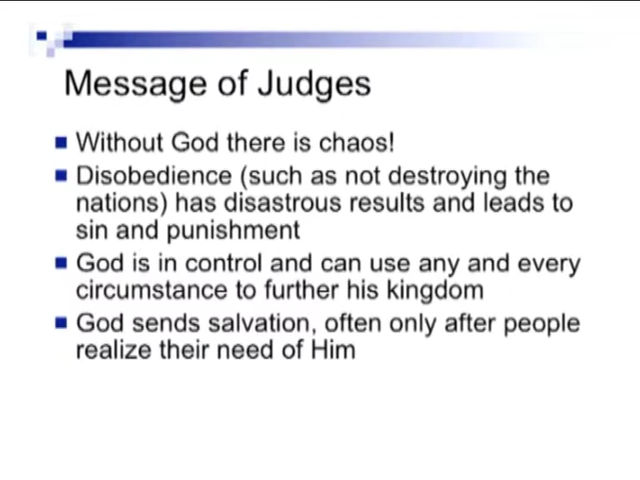 Message of Judges
Without God there is chaos!
Disobedience (such as not destroying the
nations) has disastrous results and leads to
sin and punishment
God is in control and can use any and every
circumstance to further his kingdom
God sends salvation, often only after people
realize their need of Him